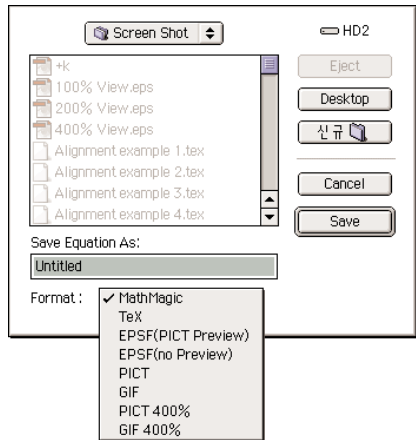 Screen Shot
HD2
+k
100% View.eps
200% View.eps
400% View.eps
Alignment example 1.tex
Alignment example 2.tex
Alignment example 3.tex
Alignment example 4.tex
Eject
Desktop
신규
Cancel
Save
Save Equation As:
Untitled
Format :
✓ MathMagic
TeX
EPSF(PICT Preview)
EPSF(no Preview)
PICT
GIF
PICT 400%
GIF 400%